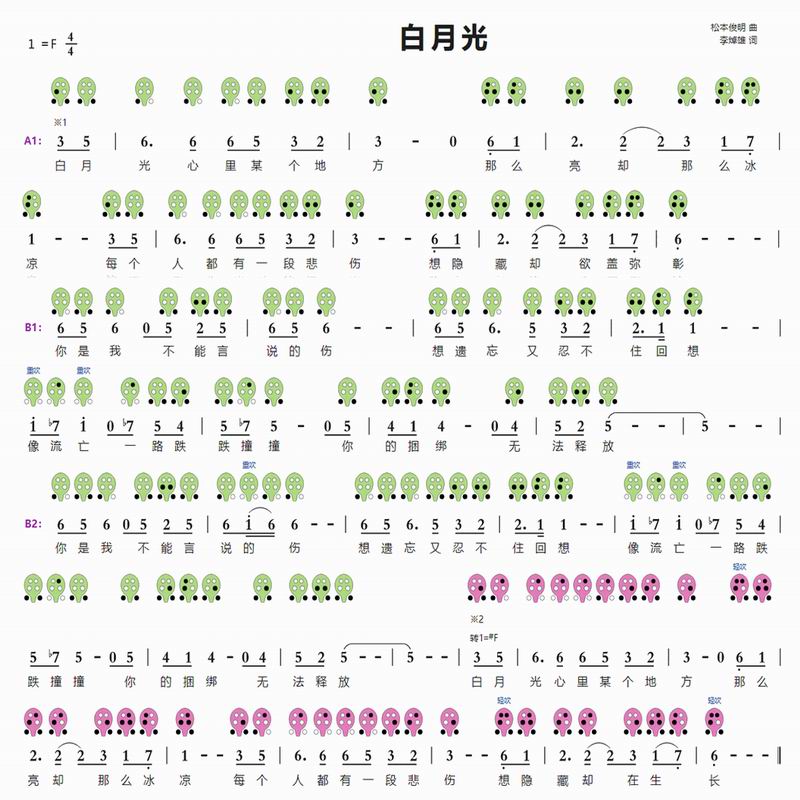 白月光
松本俊明 曲
李焯雄 词
1 =F 4/4
※1
A1: 3 5 | 6. 6 6 5 3 2 | 3 - 0 6 1 | 2. 2 2 3 1 7 |
白 月 光 心 里 某 个 地 方 那 么 亮 却 那 么 冰
1 - - 3 5 | 6. 6 6 5 3 2 | 3 - - 6 1 | 2. 2 2 3 1 7 | 6 - - - |
凉 每 个 人 都 有 一 段 悲 伤 想 隐 藏 却 欲 盖 弥 彰
B1: 6 5 6 0 5 2 5 | 6 5 6 - - | 6 5 6. 5 3 2 | 2. 1 1 - - |
你 是 我 不 能 言 说 的 伤 想 遗 忘 又 忍 不 住 回 想
重吹 重吹
i ♭7 i 0 ♭7 5 4 | 5 ♭7 5 - 0 5 | 4 1 4 - 0 4 | 5 2 5 - - | 5 - - - |
像 流 亡 一 路 跌 跌 撞 撞 你 的 捆 绑 无 法 释 放
重吹 重吹 重吹
B2: 6 5 6 0 5 2 5 | 6 i 6 6 - - | 6 5 6. 5 3 2 | 2. 1 1 - - | i ♭7 i 0 ♭7 5 4 |
你 是 我 不 能 言 说 的 伤 想 遗 忘 又 忍 不 住 回 想 像 流 亡 一 路 跌
轻吹
※2
转1=#F
5 ♭7 5 - 0 5 | 4 1 4 - 0 4 | 5 2 5 - - | 5 - - 3 5 | 6. 6 6 5 3 2 | 3 - 0 6 1 |
跌 撞 撞 你 的 捆 绑 无 法 释 放 白 月 光 心 里 某 个 地 方 那 么
轻吹 轻吹
2. 2 2 3 1 7 | 1 - - 3 5 | 6. 6 6 5 3 2 | 3 - - 6 1 | 2. 2 2 3 1 7 | 6 - - - ‖
亮 却 那 么 冰 凉 每 个 人 都 有 一 段 悲 伤 想 隐 藏 却 在 生 长